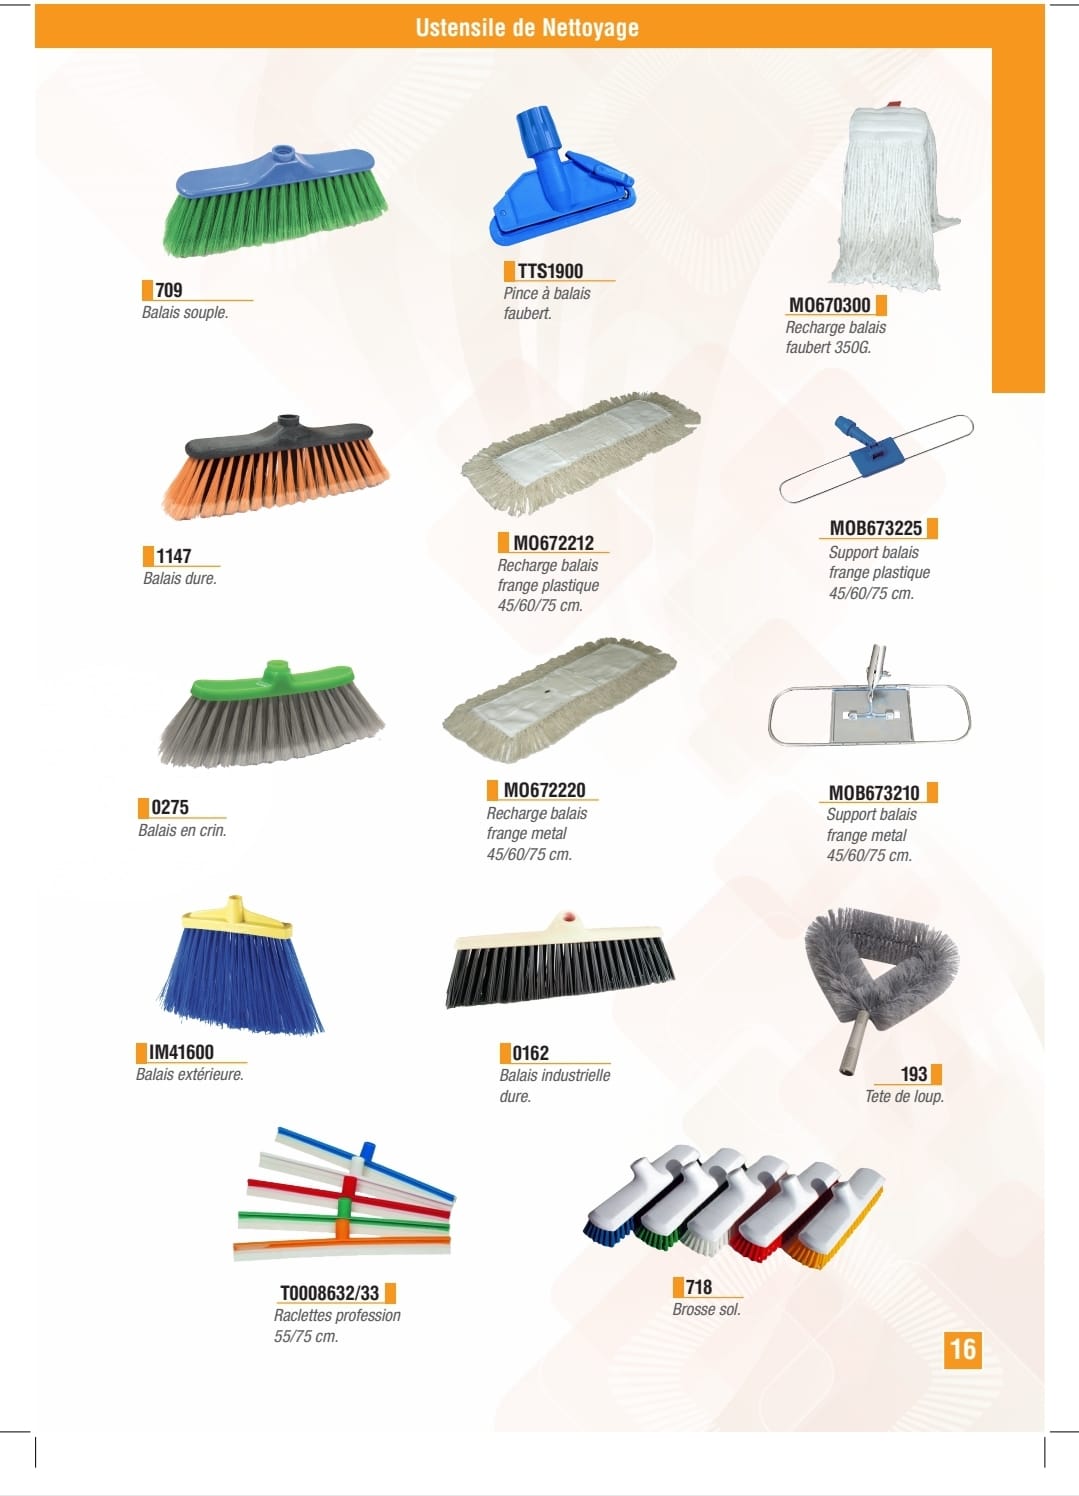 Ustensile de Nettoyage
709
Balais souple.
TTS1900
Pince à balais
faubert.
MO670300
Recharge balais
faubert 350G.
1147
Balais dure.
MO672212
Recharge balais
frange plastique
45/60/75 cm.
MOB673225
Support balais
frange plastique
45/60/75 cm.
0275
Balais en crin.
MO672220
Recharge balais
frange metal
45/60/75 cm.
MOB673210
Support balais
frange metal
45/60/75 cm.
IM41600
Balais extérieure.
0162
Balais industrielle
dure.
193
Tete de loup.
T0008632/33
Raclettes profession
55/75 cm.
718
Brosse sol.
16